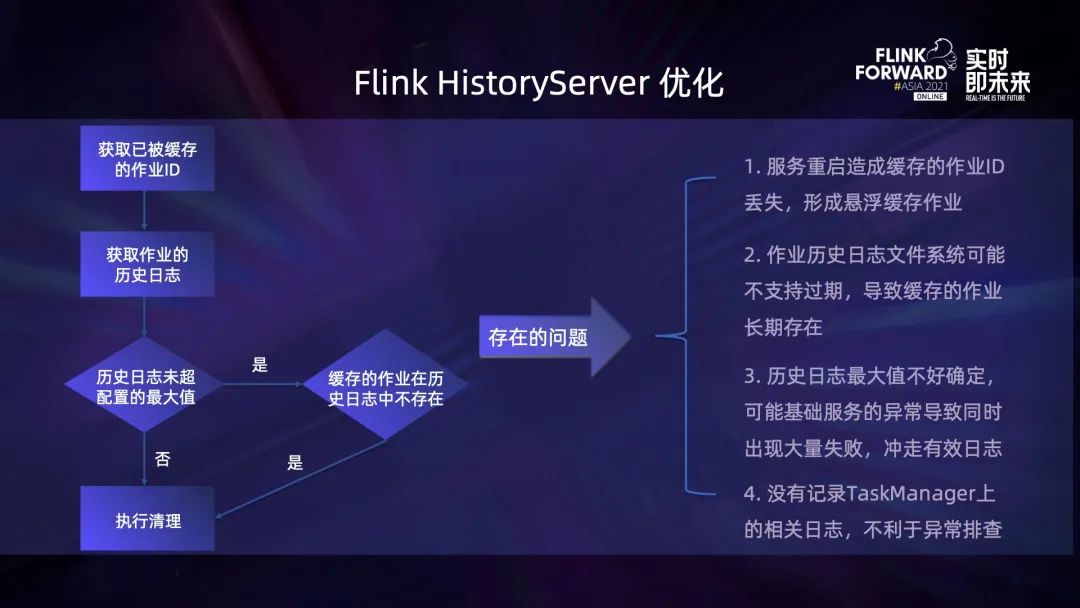 Flink HistoryServer 优化
FLINK
FORWARD
#ASIA 2021
ONLINE
实时
即未来
REAL-TIME IS THE FUTURE
获取已被缓存
的作业ID
获取作业的
历史日志
历史日志未超
配置的最大值
是
缓存的作业在历
史日志中不存在
否
是
执行清理
存在的问题
1. 服务重启造成缓存的作业ID
丢失，形成悬浮缓存作业
2. 作业历史日志文件系统可能
不支持过期，导致缓存的作业
长期存在
3. 历史日志最大值不好确定，
可能基础服务的异常导致同时
出现大量失败，冲走有效日志
4. 没有记录TaskManager上
的相关日志，不利于异常排查